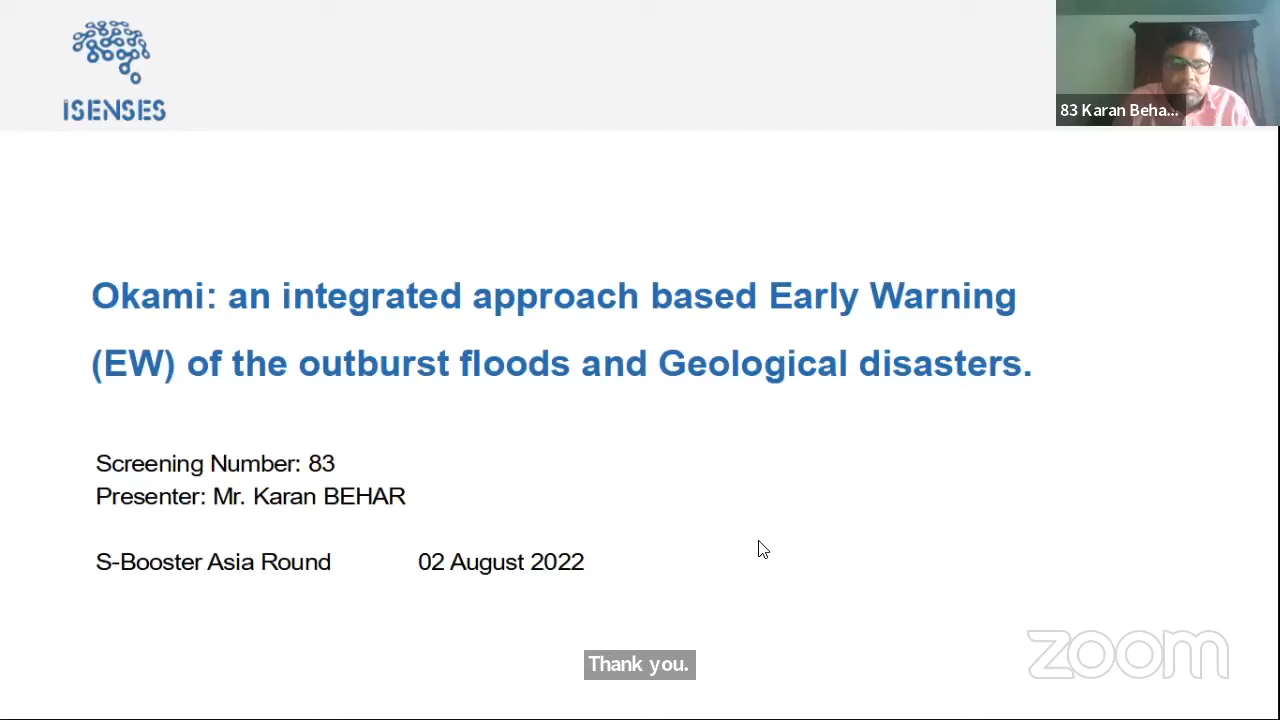 ISENSES
83 Karan Beha...
Okami: an integrated approach based Early Warning
(EW) of the outburst floods and Geological disasters.
Screening Number: 83
Presenter: Mr. Karan BEHAR
S-Booster Asia Round 02 August 2022
Thank you.
zoom